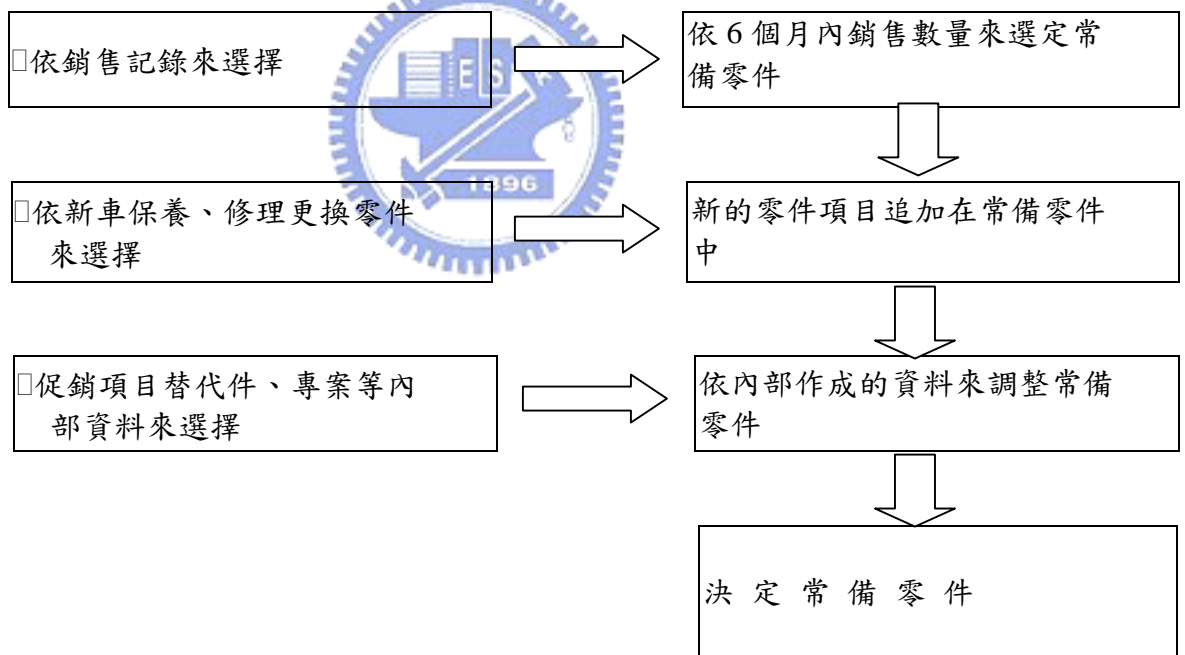 □依銷售記錄來選擇
依 6 個月內銷售數量來選定常
備零件
□依新車保養、修理更換零件
來選擇
新的零件項目追加在常備零件
中
□促銷項目替代件、專案等內
部資料來選擇
依內部作成的資料來調整常備
零件
決 定 常 備 零 件
ES
1896